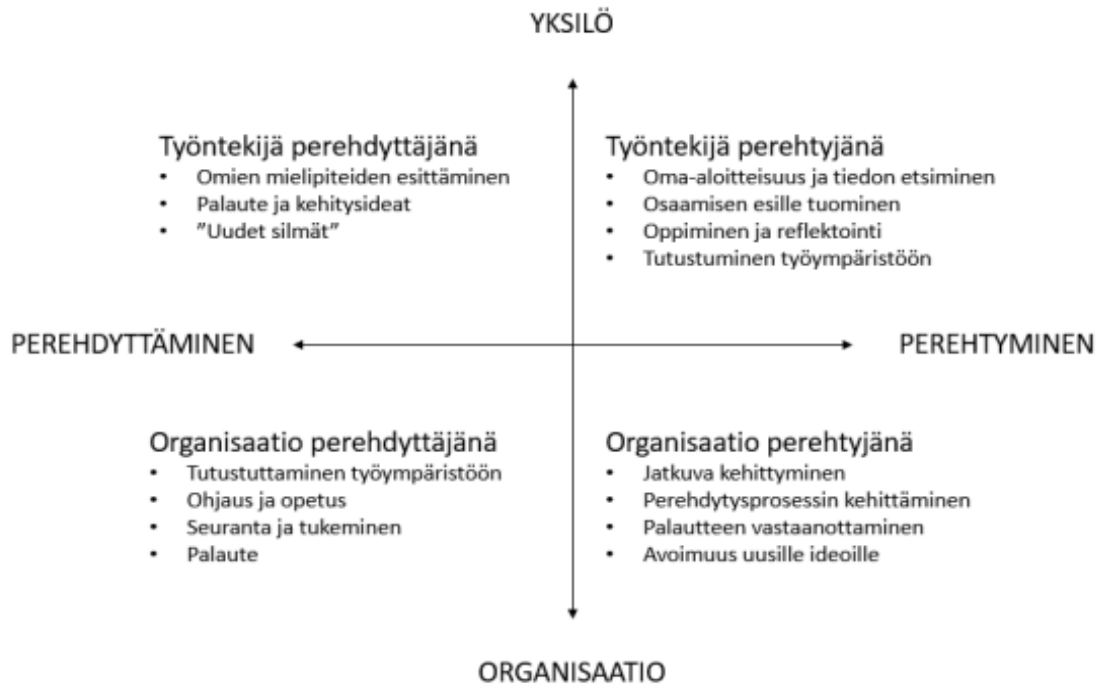 YKSILÖ
Työntekijä perehdyttäjänä
• Omien mielipiteiden esittäminen
• Palaute ja kehitysideat
• ”Uudet silmät”
Työntekijä perehtyjänä
• Oma-aloitteisuus ja tiedon etsiminen
• Osaamisen esille tuominen
• Oppiminen ja reflektointi
• Tutustuminen työympäristöön
PEREHDYTTÄMINEN
PEREHTYMINEN
Organisaatio perehdyttäjänä
• Tutustuttaminen työympäristöön
• Ohjaus ja opetus
• Seuranta ja tukeminen
• Palaute
Organisaatio perehtyjänä
• Jatkuva kehittyminen
• Perehdytysprosessin kehittäminen
• Palautteen vastaanottaminen
• Avoimuus uusille ideoille
ORGANISAATIO